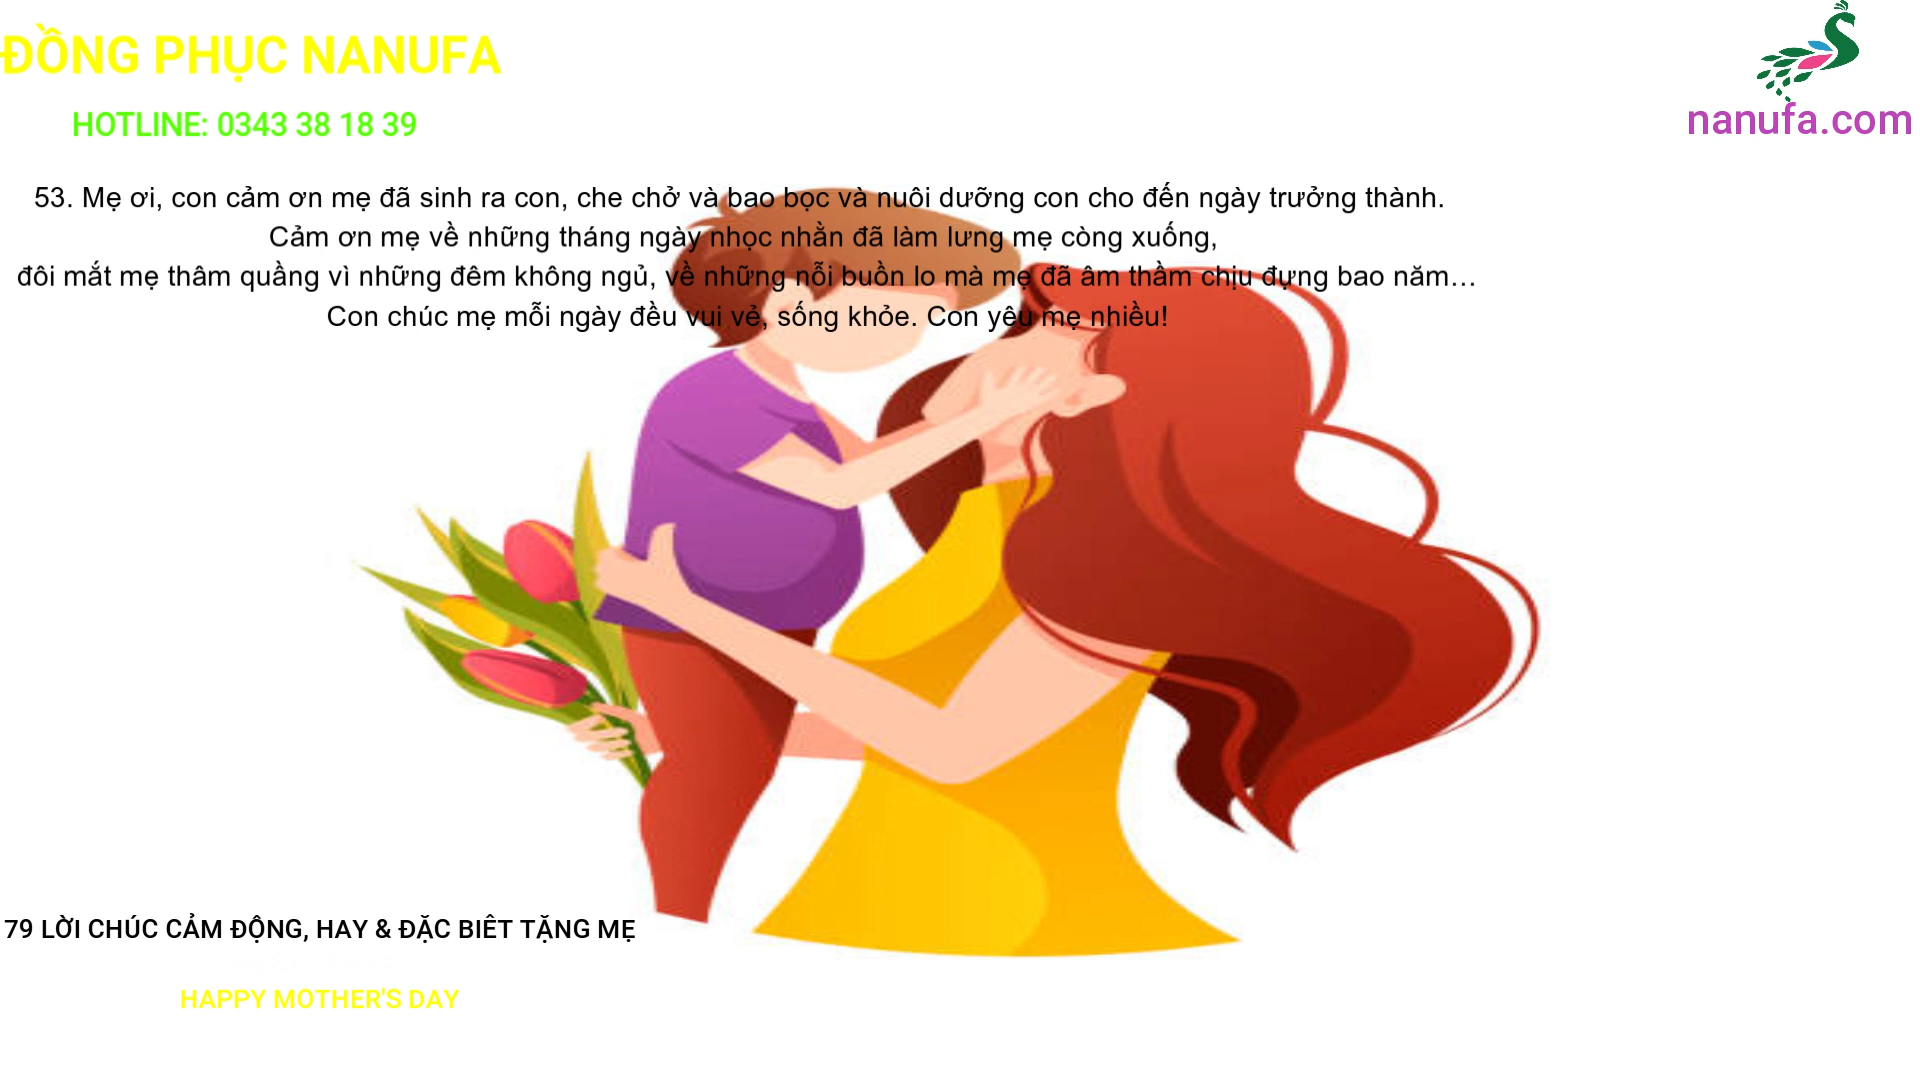 ĐỒNG PHỤC NANUFA
HOTLINE: 0343 38 18 39
nanufa.com
53. Mẹ ơi, con cảm ơn mẹ đã sinh ra con, che chở và bao bọc và nuôi dưỡng con cho đến ngày trưởng thành.
Cảm ơn mẹ về những tháng ngày nhọc nhằn đã làm lưng mẹ còng xuống,
đôi mắt mẹ thâm quầng vì những đêm không ngủ, về những nỗi buồn lo mà mẹ đã âm thầm chịu đựng bao năm…
Con chúc mẹ mỗi ngày đều vui vẻ, sống khỏe. Con yêu mẹ nhiều!
79 LỜI CHÚC CẢM ĐỘNG, HAY & ĐẶC BIÊT TẶNG MẸ
HAPPY MOTHER'S DAY